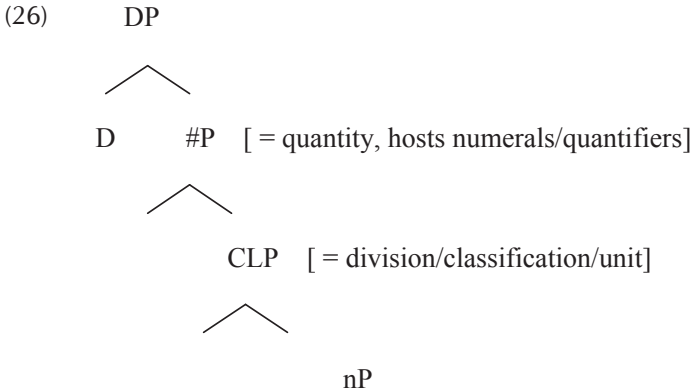 (26) DP
D #P [ = quantity, hosts numerals/quantifiers]
CLP [ = division/classification/unit]
nP